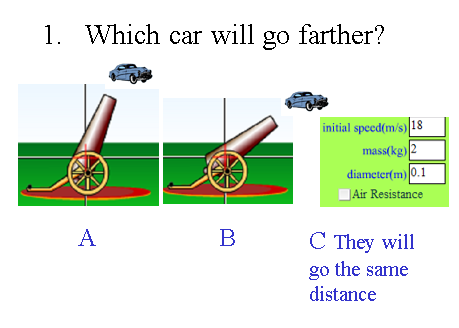 1. Which car will go farther?
initial speed(m/s) 18
mass(kg) 2
diameter(m) 0.1
Air Resistance
A
B
C They will
go the same
distance